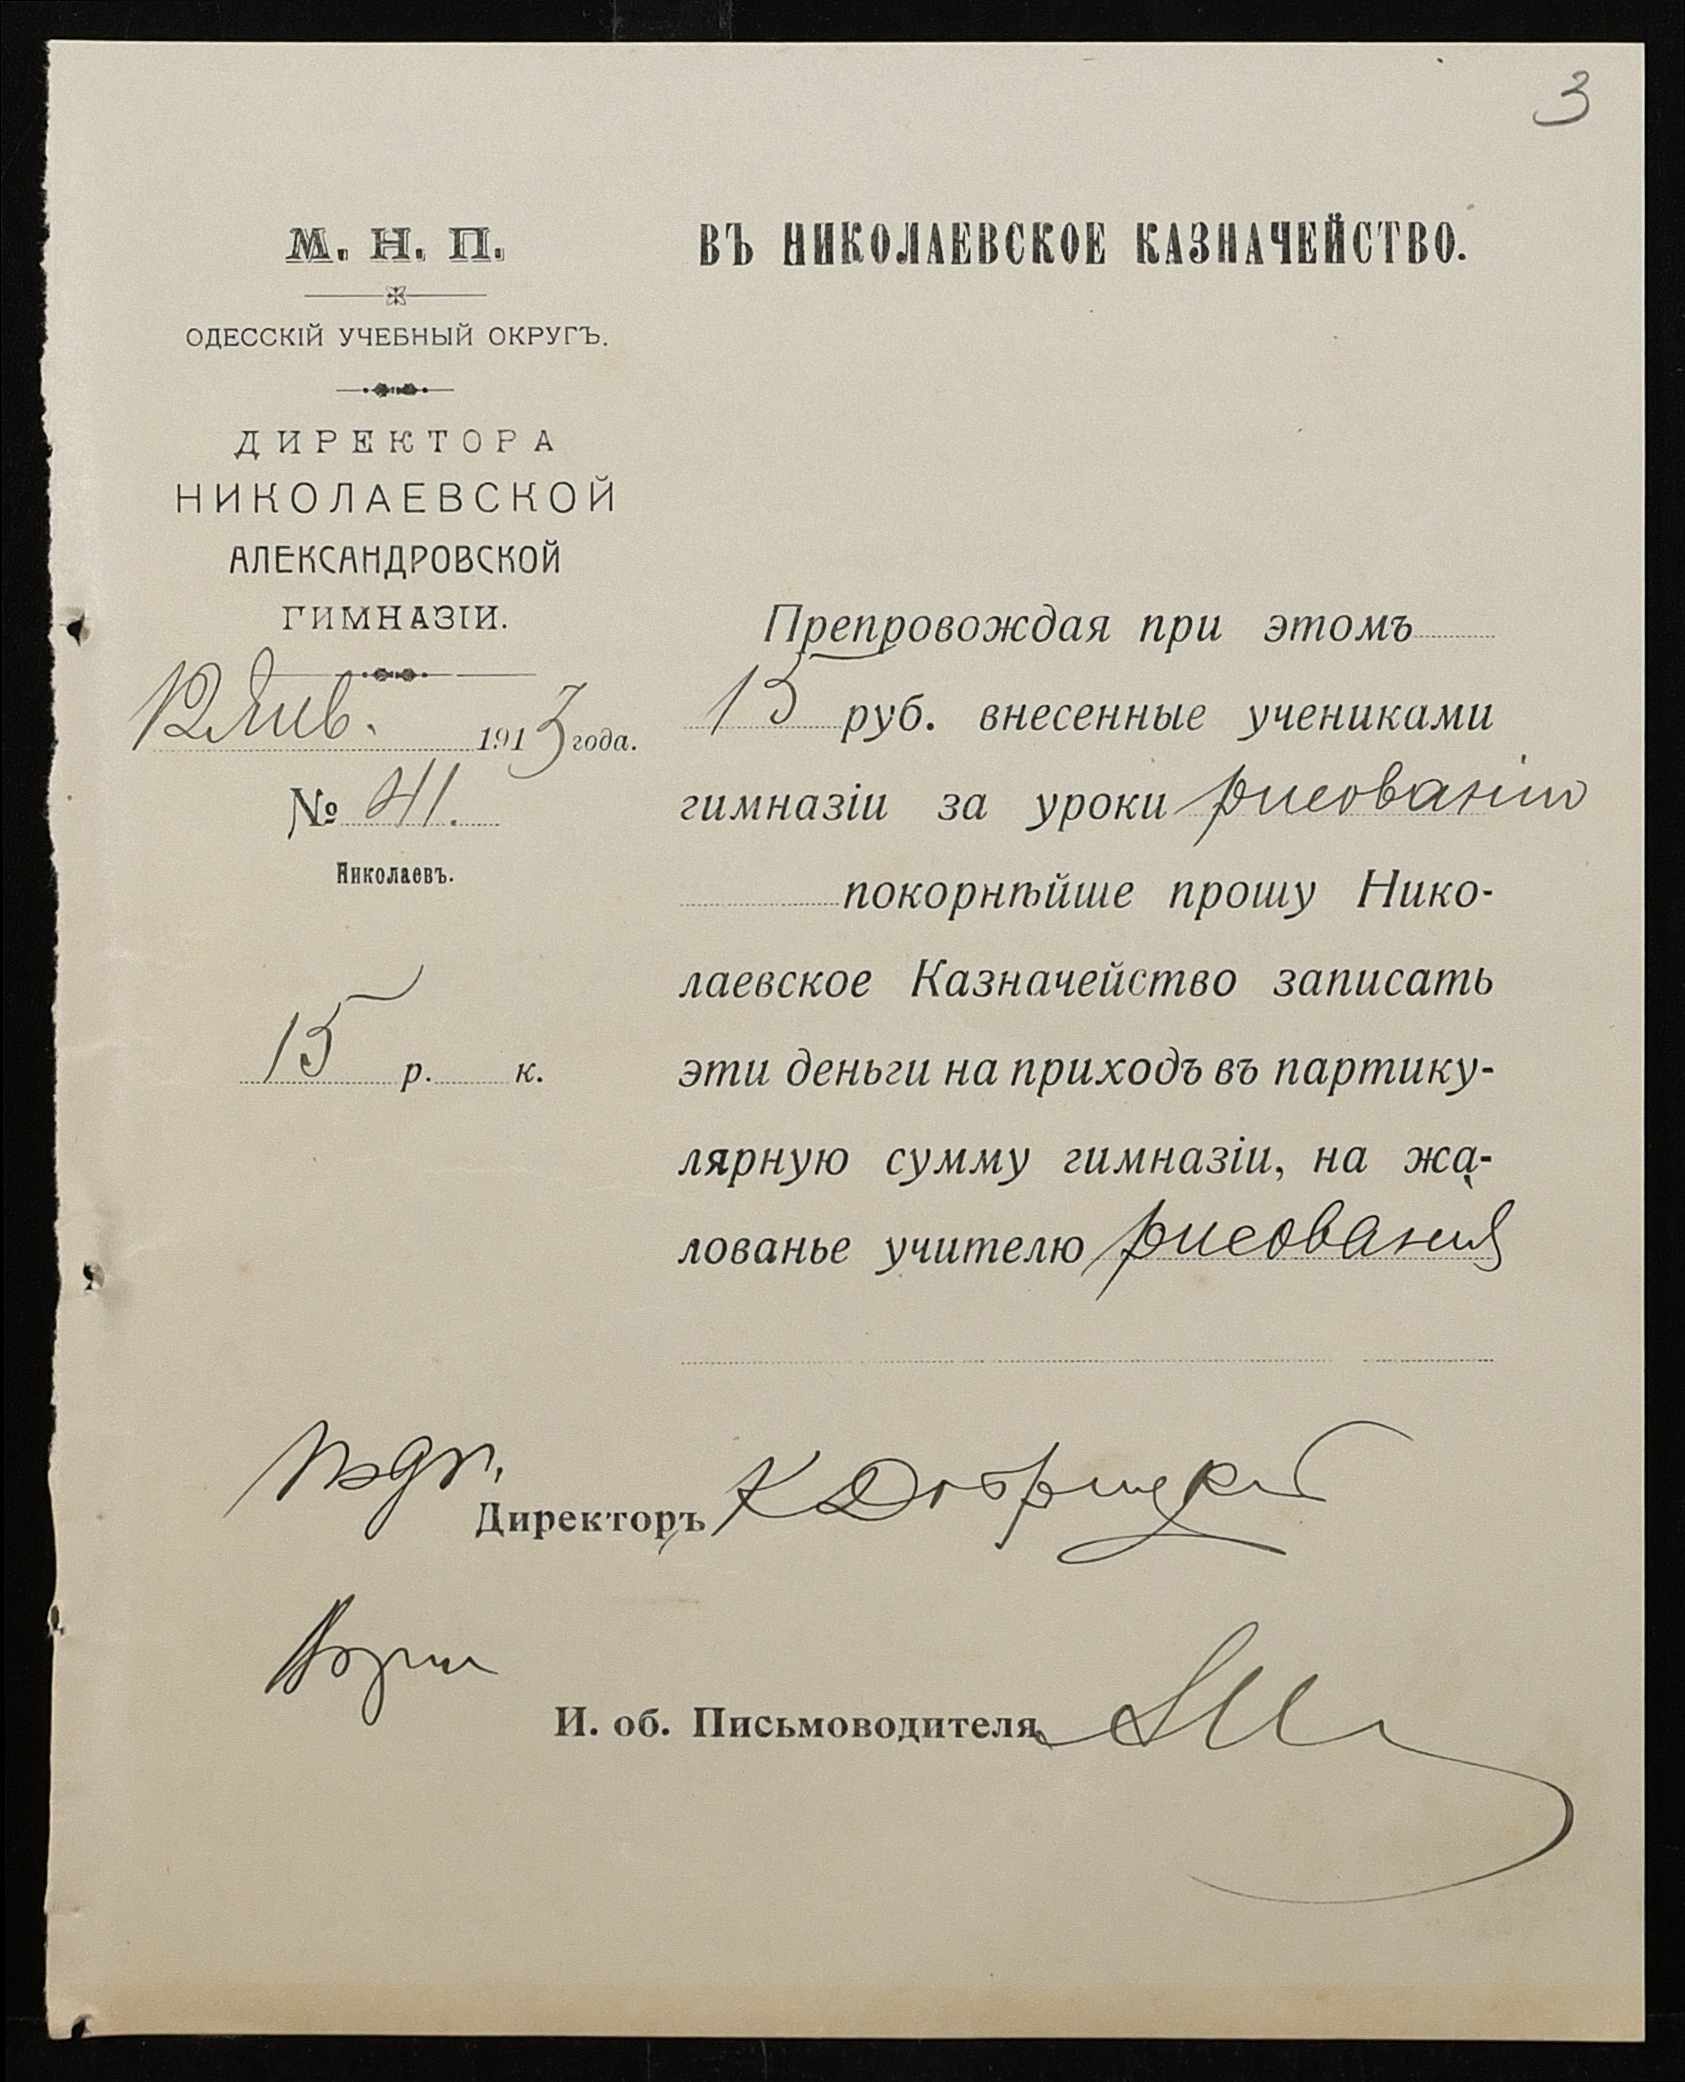 3
М. Н. П.
ОДЕССКІЙ УЧЕБНЫЙ ОКРУГЪ.
ДИРЕКТОРА
НИКОЛАЕВСКОЙ
АЛЕКСАНДРОВСКОЙ
ГИМНАЗІИ.
12 Янв. 1913 года.
№ 41.
Николаевъ.
15 р. к.
ВЪ НИКОЛАЕВСКОЕ КАЗНАЧЕЙСТВО.
Препровождая при этомъ
15 руб. внесенные учениками
гимназіи за уроки рисованію
покорнѣйше прошу Нико-
лаевское Казначейство записать
эти деньги на приходъ въ партику-
лярную сумму гимназіи, на жа-
лованье учителю рисованія
Директоръ К Добрицкій
И. об. Письмоводителя